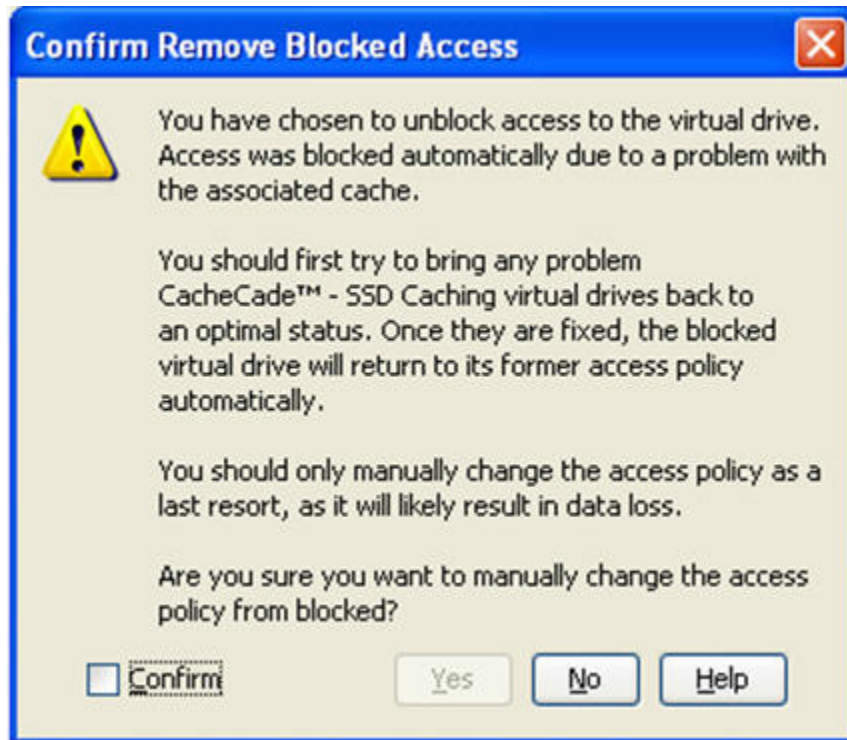 Confirm Remove Blocked Access
You have chosen to unblock access to the virtual drive.
Access was blocked automatically due to a problem with
the associated cache.
You should first try to bring any problem
CacheCade™ - SSD Caching virtual drives back to
an optimal status. Once they are fixed, the blocked
virtual drive will return to its former access policy
automatically.
You should only manually change the access policy as a
last resort, as it will likely result in data loss.
Are you sure you want to manually change the access
policy from blocked?
Confirm Yes No Help